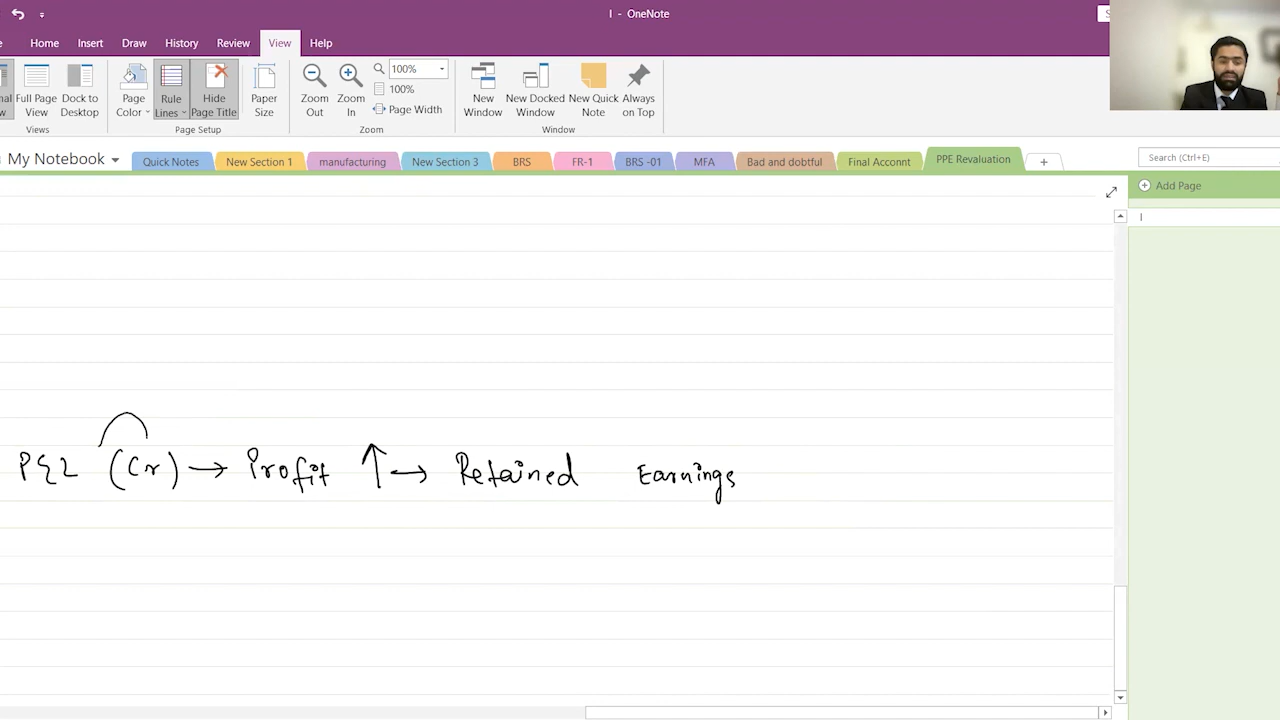 I - OneNote
S
Home Insert Draw History Review View Help
Full Page View
Dock to Desktop
Views
Page Color
Rule Lines
Hide Page Title
Paper Size
Page Setup
Zoom Out
Zoom In
100%
100%
Page Width
Zoom
New Window
New Docked Window
New Quick Note
Always on Top
Window
My Notebook
Quick Notes New Section 1 manufacturing New Section 3 BRS FR-1 BRS -01 MFA Bad and dobtful Final Acconnt PPE Revaluation +
Search (Ctrl+E)
Add Page
I
P&L (Cr) → Profit ↑ → Retained Earnings